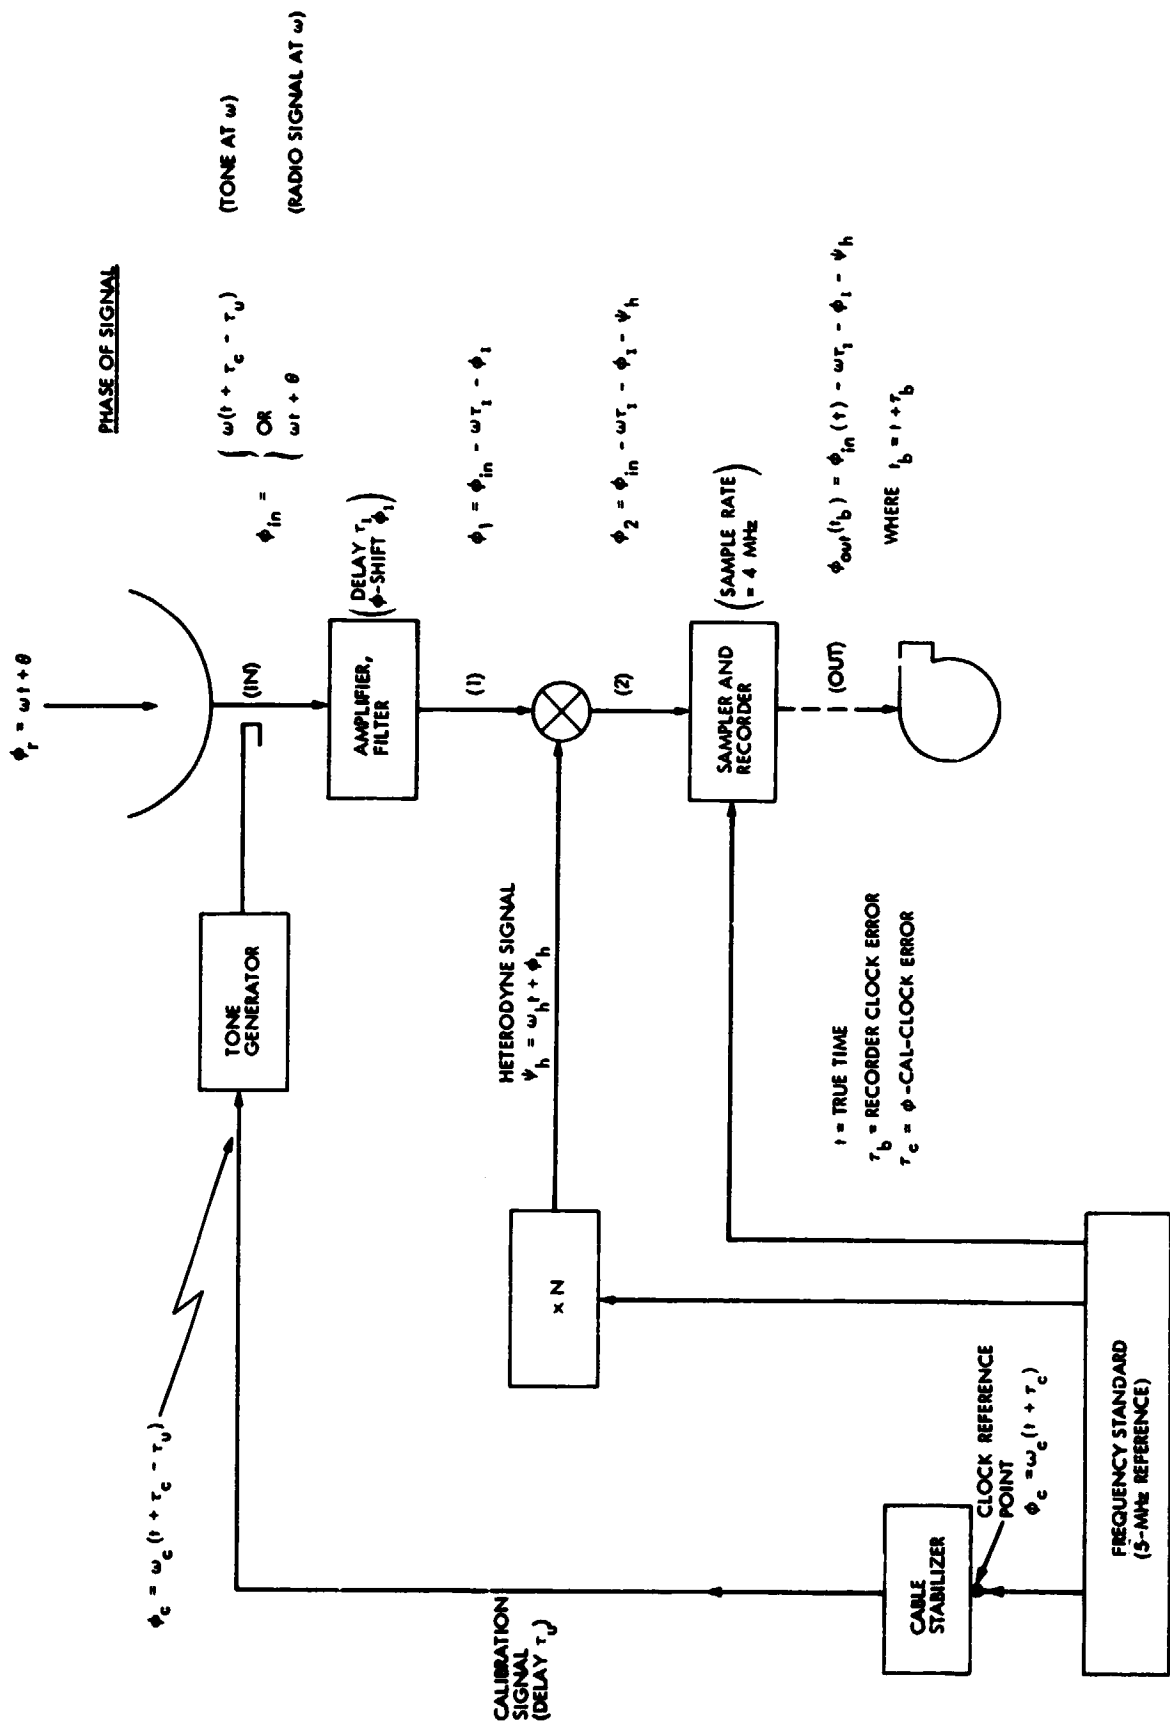 PHASE OF SIGNAL
ϕr = ωt + θ
ϕin = { ω(t + τc − τu) (TONE AT ω)
OR
ωt + θ (RADIO SIGNAL AT ω)
(IN)
TONE
GENERATOR
ϕc = ωc (t + τc − τu)
AMPLIFIER,
FILTER
(DELAY τI
ϕ-SHIFT ϕI)
(1)
ϕ1 = ϕin − ωτI − ϕI
HETERODYNE SIGNAL
ψh = ωh t + ϕh
× N
(2)
ϕ2 = ϕin − ωτI − ϕI − ψh
SAMPLER AND
RECORDER
(SAMPLE RATE
= 4 MHz)
(OUT)
ϕout(tb) = ϕin (t) − ωτI − ϕI − ψh
WHERE tb = t + τb
t = TRUE TIME
τb = RECORDER CLOCK ERROR
τc = ϕ-CAL-CLOCK ERROR
CALIBRATION
SIGNAL
(DELAY τu)
CABLE
STABILIZER
CLOCK REFERENCE
POINT
ϕc = ωc (t + τc)
FREQUENCY STANDARD
(5-MHz REFERENCE)